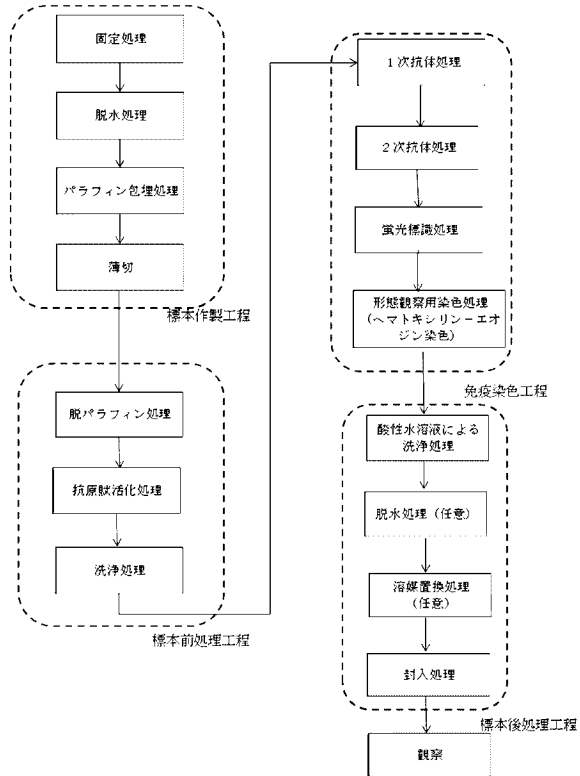 固定処理
脱水処理
パラフィン包埋処理
薄切
標本作製工程
脱パラフィン処理
抗原賦活化処理
洗浄処理
標本前処理工程
1次抗体処理
2次抗体処理
蛍光標識処理
形態観察用染色処理
(ヘマトキシリン-エオ
ジン染色)
免疫染色工程
酸性水溶液による
洗浄処理
脱水処理(任意)
溶媒置換処理
(任意)
封入処理
標本後処理工程
観察